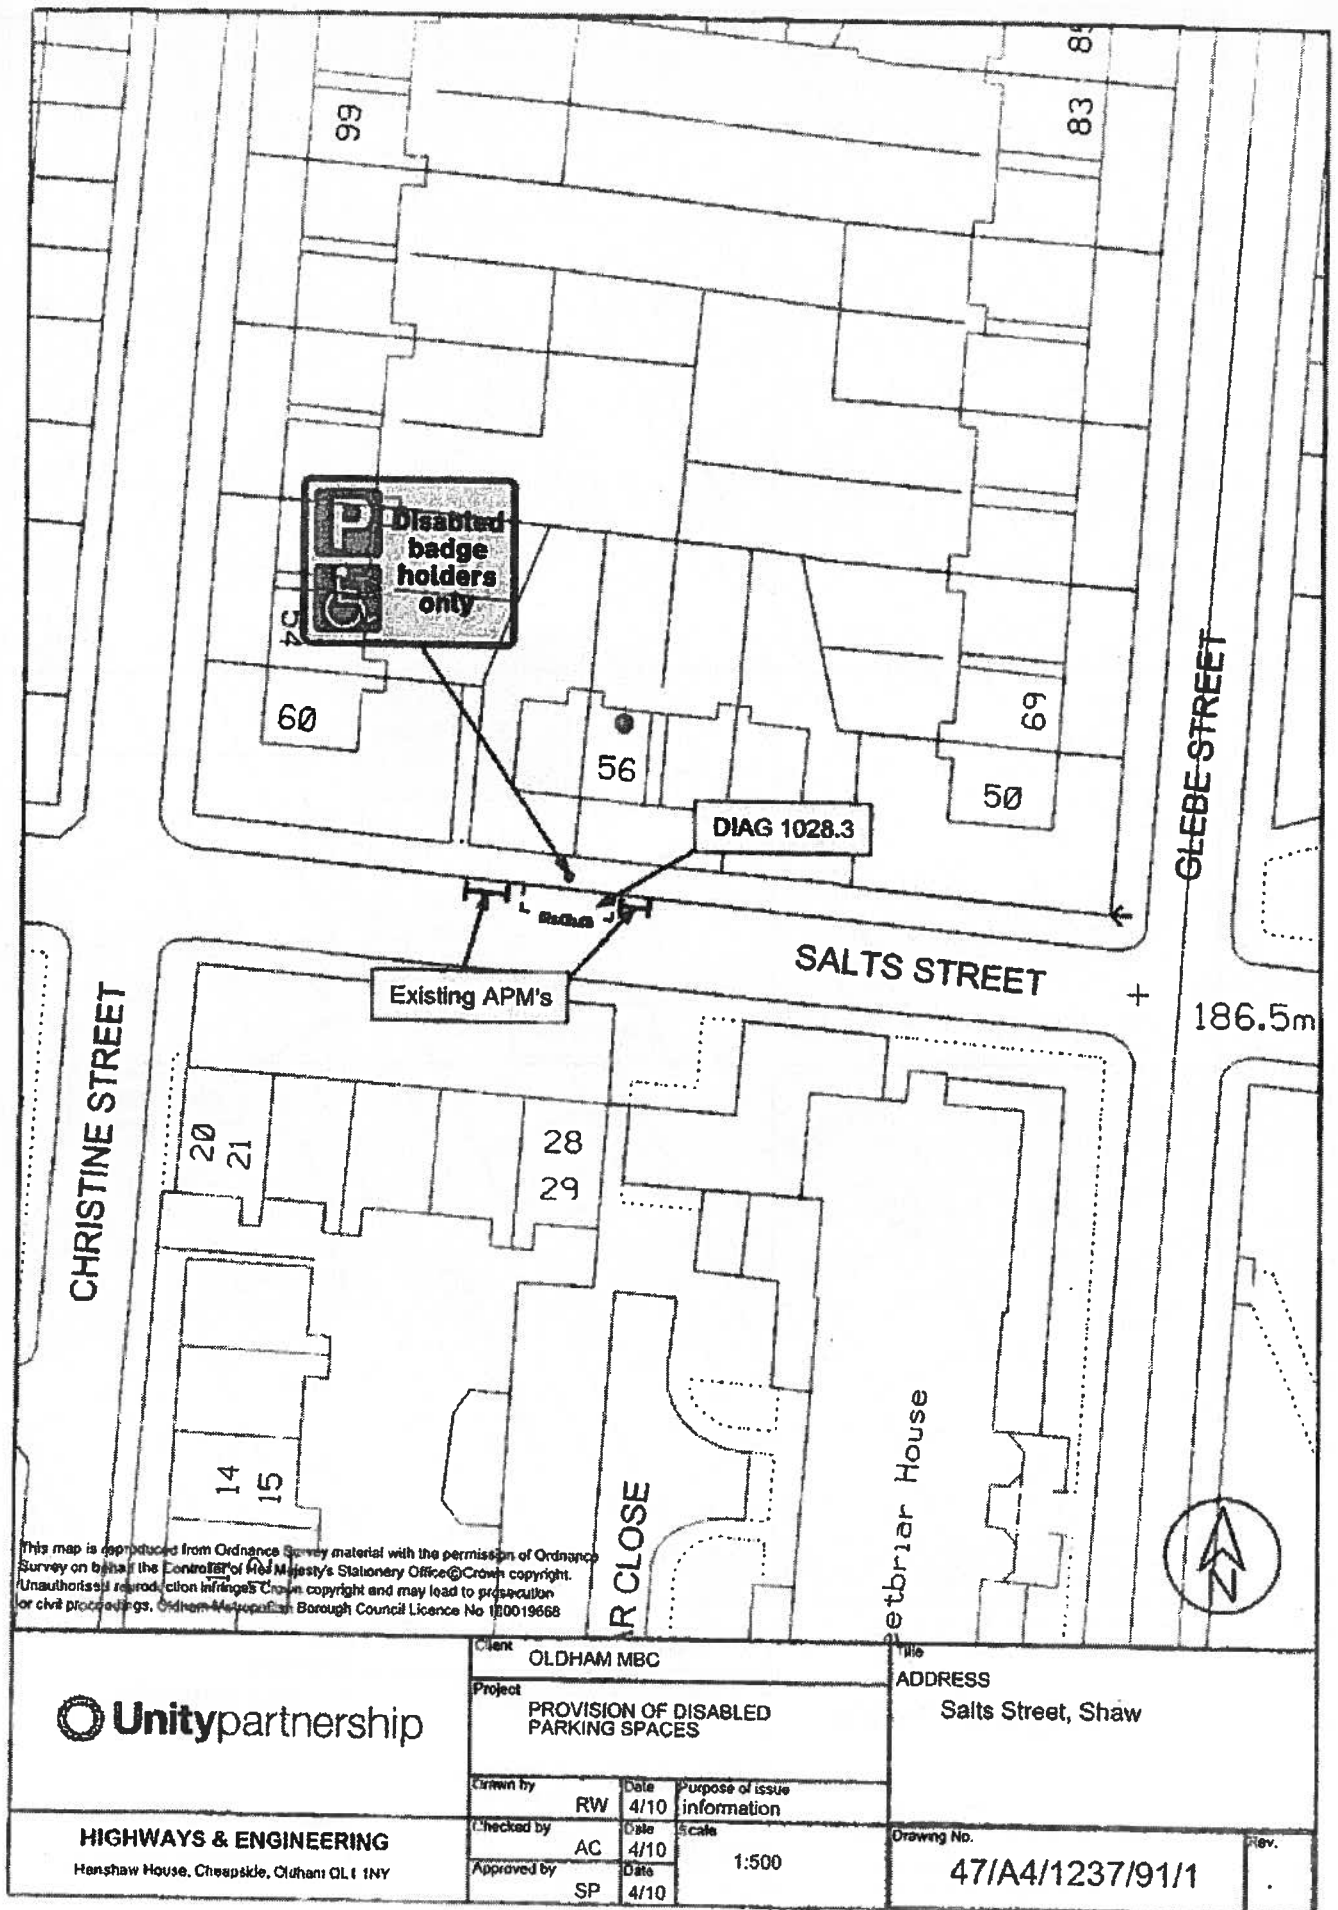 85
99
83
P
Disabled
badge
holders
only
54
60
56
69
50
DIAG 1028.3
GLEBE STREET
SALTS STREET
Existing APM's
186.5m
CHRISTINE STREET
20
21
28
29
14
15
AR CLOSE
eetbriar House
N
This map is reproduced from Ordnance Survey material with the permission of Ordnance
Survey on behalf the Controller of Her Majesty's Stationery Office©Crown copyright.
Unauthorised reproduction infringes Crown copyright and may lead to prosecution
or civil proceedings. Oldham Metropolitan Borough Council Licence No
Unitypartnership
HIGHWAYS & ENGINEERING
Henshaw House, Cheapside, Oldham OL1 1NY
Client
OLDHAM MBC
Project
PROVISION OF DISABLED
PARKING SPACES
Drawn by
RW
Date
4/10
Purpose of issue
information
Checked by
AC
Date
4/10
Scale
1:500
Approved by
SP
Date
4/10
Title
ADDRESS
Salts Street, Shaw
Drawing No.
47/A4/1237/91/1
Rev.